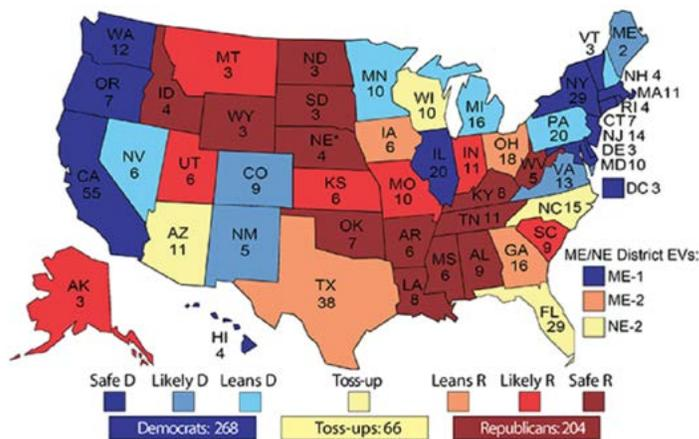 WA
12
OR
7
CA
55
NV
6
ID
4
MT
3
WY
3
UT
6
AZ
11
CO
9
NM
5
ND
3
SD
3
NE*
4
KS
6
OK
7
TX
38
MN
10
IA
6
MO
10
AR
6
LA
8
WI
10
IL
20
MI
16
IN
11
OH
18
KY 8
TN 11
MS
6
AL
9
GA
16
FL
29
SC
9
NC 15
VA
13
WV
5
PA
20
NY
29
VT
3
ME*
2
NH 4
MA 11
RI 4
CT 7
NJ 14
DE 3
MD 10
DC 3
AK
3
HI
4
ME/NE District EVs:
ME-1
ME-2
NE-2
Safe D Likely D Leans D Toss-up Leans R Likely R Safe R
Democrats: 268 Toss-ups: 66 Republicans: 204